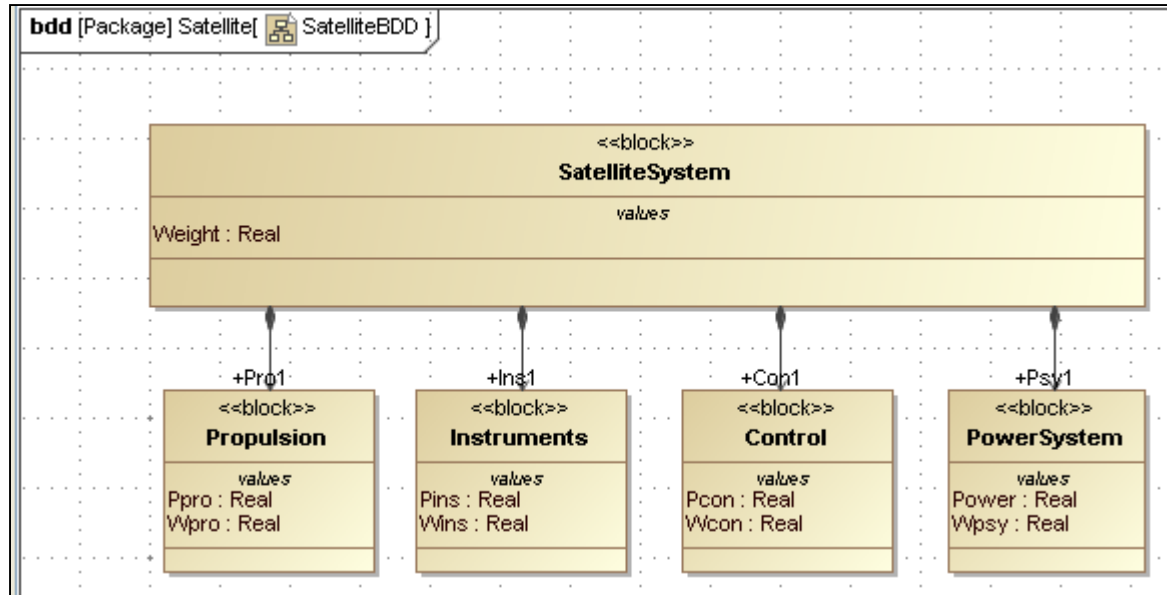 bdd [Package] Satellite[ SatelliteBDD ]
<<block>>
SatelliteSystem
values
Weight : Real
+Pro1
+Ins1
+Con1
+Psy1
<<block>>
Propulsion
values
Ppro : Real
Wpro : Real
<<block>>
Instruments
values
Pins : Real
Wins : Real
<<block>>
Control
values
Pcon : Real
Wcon : Real
<<block>>
PowerSystem
values
Power : Real
Wpsy : Real